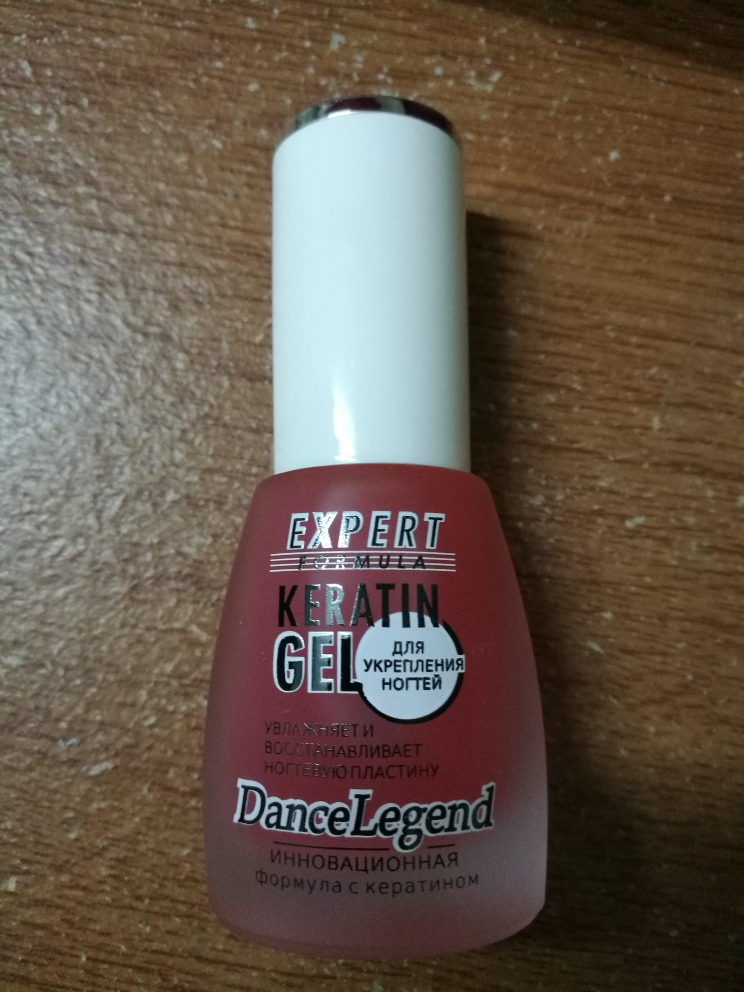 EXPERT
FORMULA
KERATIN
GEL
ДЛЯ
УКРЕПЛЕНИЯ
НОГТЕЙ
УВЛАЖНЯЕТ И
ВОССТАНАВЛИВАЕТ
НОГТЕВУЮ ПЛАСТИНУ
DanceLegend
ИННОВАЦИОННАЯ
формула с кератином